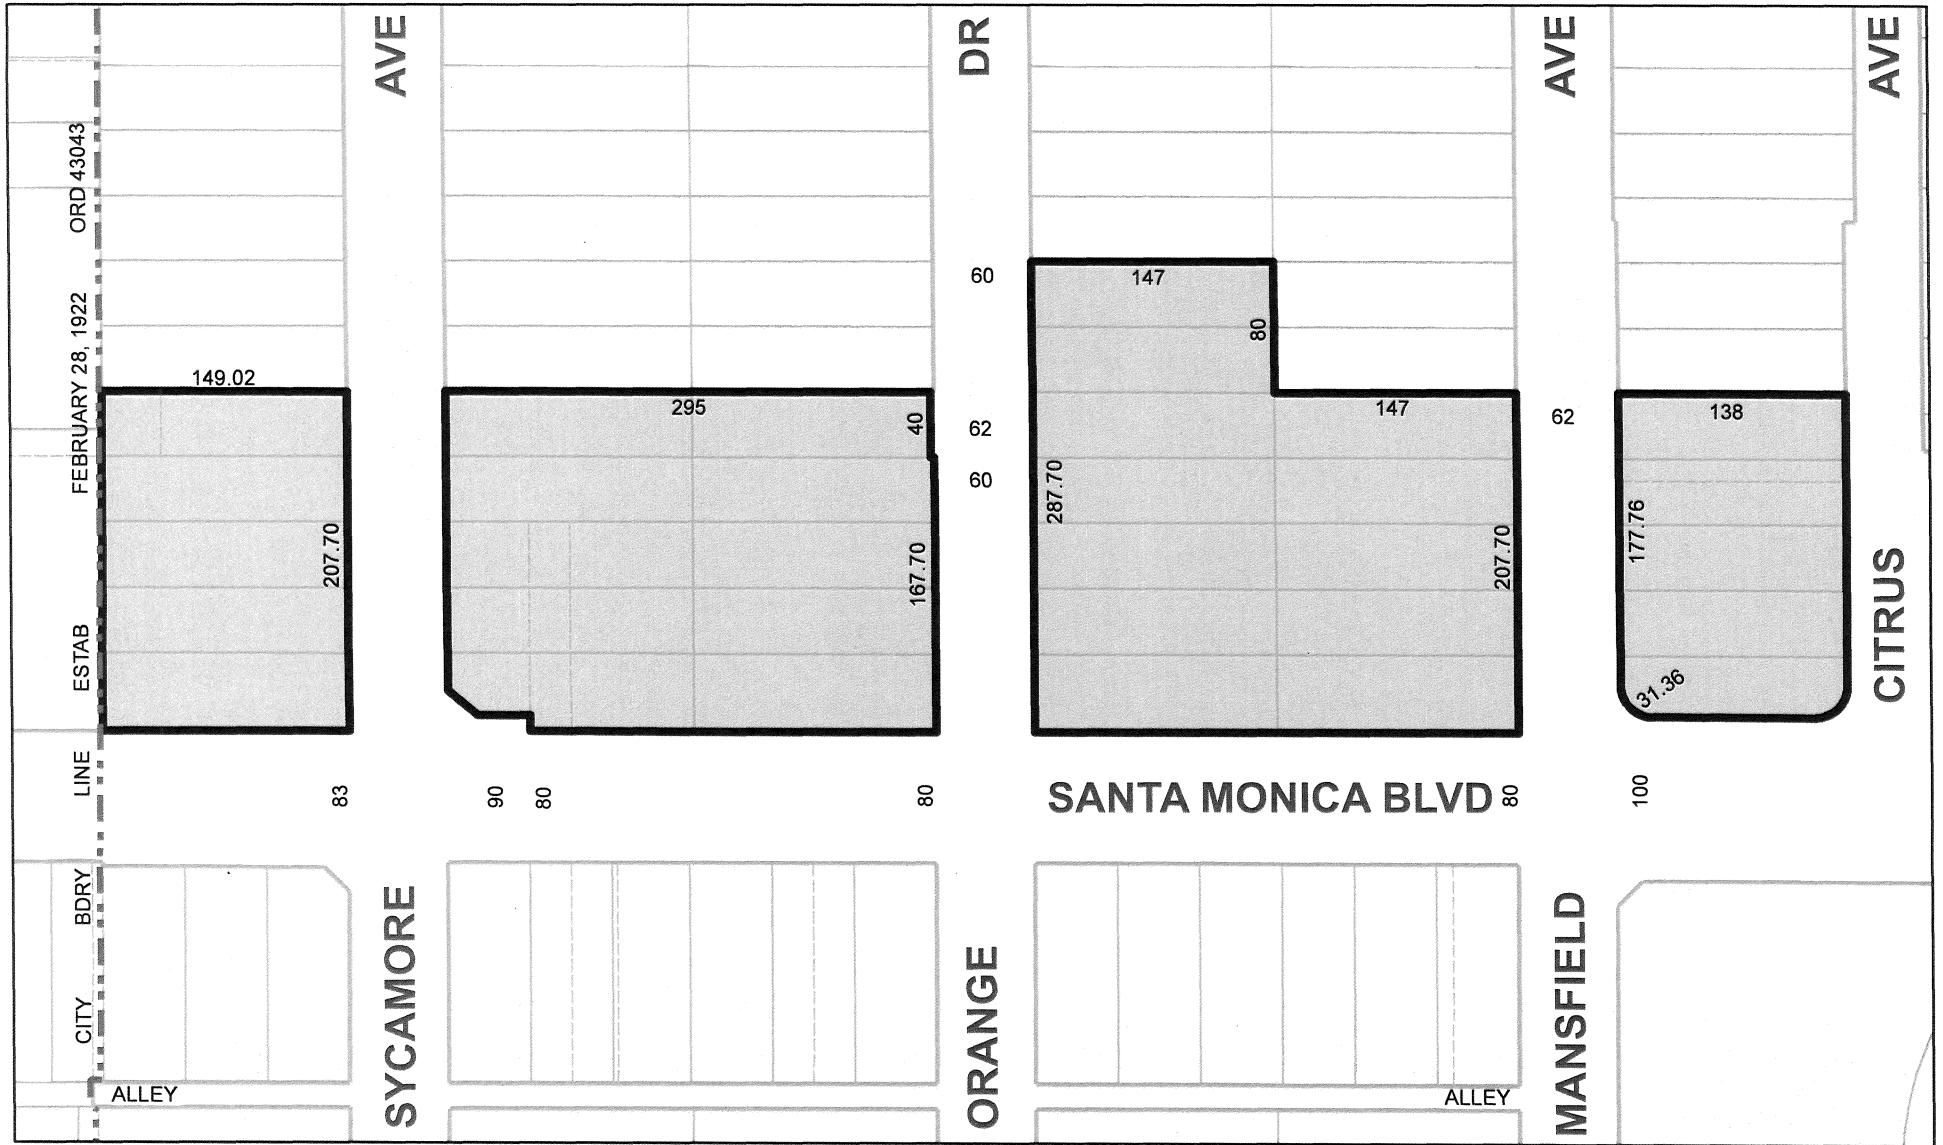 AVE
DR
AVE
AVE
CITY BDRY LINE ESTAB FEBRUARY 28, 1922 ORD 43043
60
147
80
149.02
295
40
62
60
147
62
138
207.70
167.70
287.70
207.70
177.76
31.36
CITRUS
83
90
80
80
SANTA MONICA BLVD
80
100
SYCAMORE
ORANGE
MANSFIELD
ALLEY
ALLEY